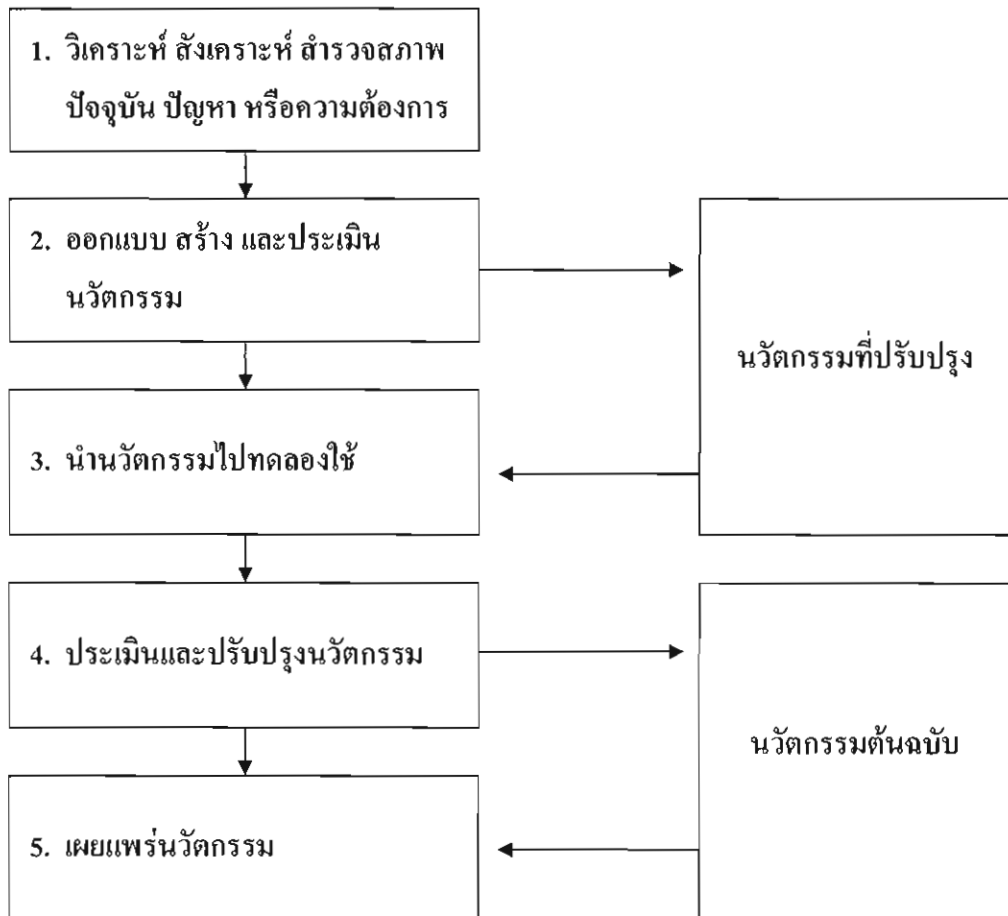 1. วิเคราะห์ สังเคราะห์ สำรวจสภาพ
ปัจจุบัน ปัญหา หรือความต้องการ
2. ออกแบบ สร้าง และประเมิน
นวัตกรรม
นวัตกรรมที่ปรับปรุง
3. นำนวัตกรรมไปทดลองใช้
4. ประเมินและปรับปรุงนวัตกรรม
นวัตกรรมต้นฉบับ
5. เผยแพร่นวัตกรรม